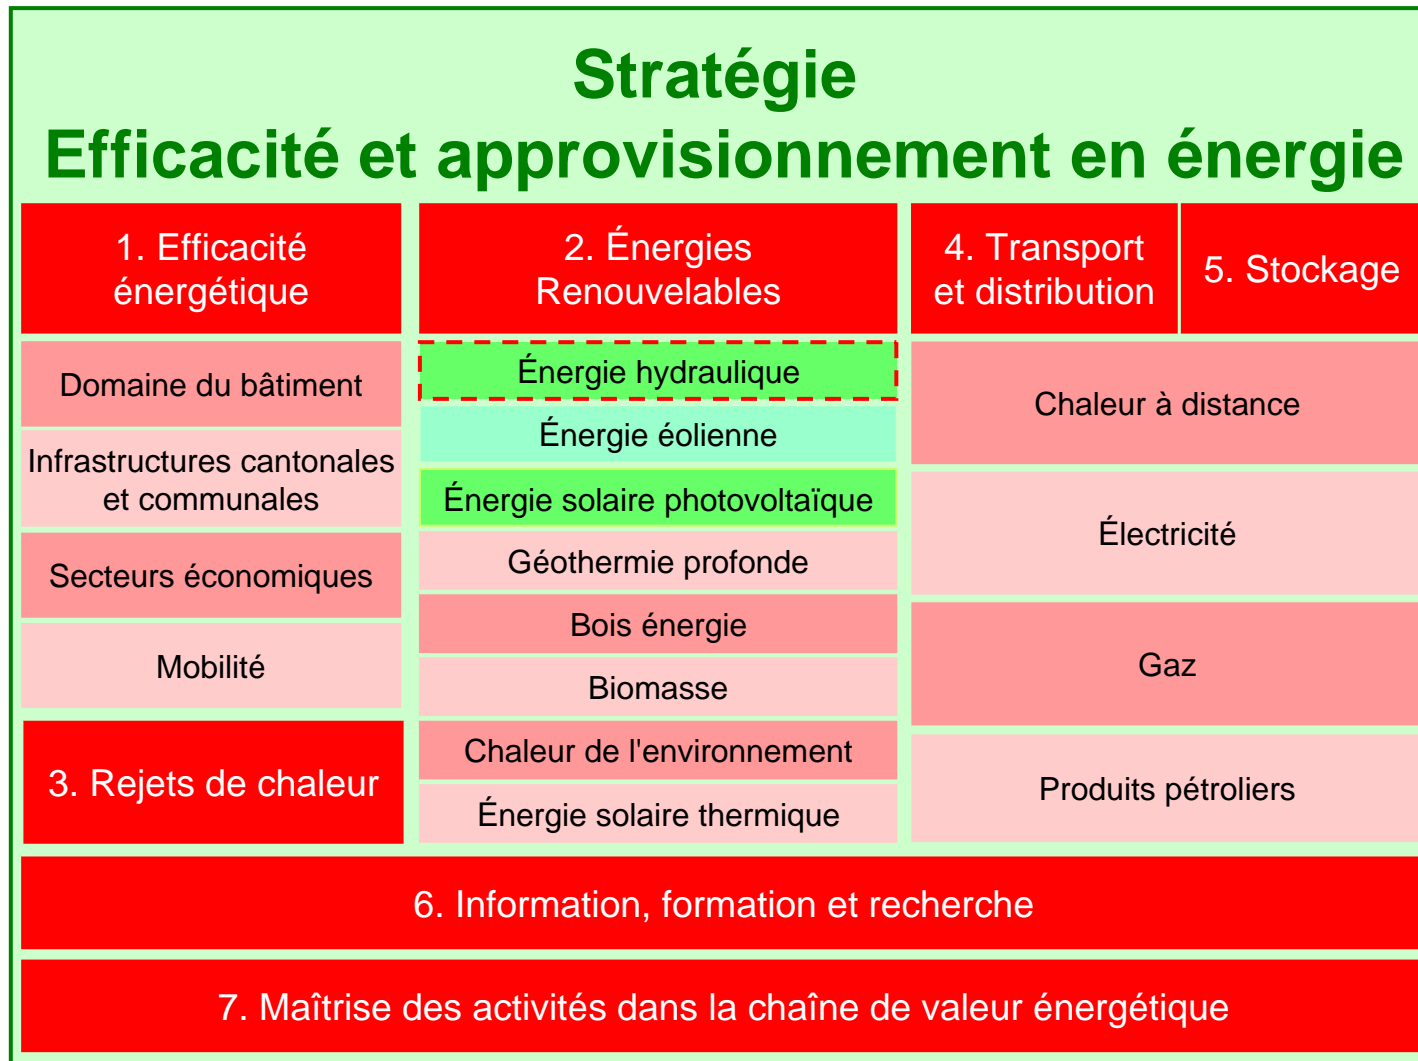 Stratégie
Efficacité et approvisionnement en énergie
1. Efficacité
énergétique
Domaine du bâtiment
Infrastructures cantonales
et communales
Secteurs économiques
Mobilité
3. Rejets de chaleur
2. Énergies
Renouvelables
Énergie hydraulique
Énergie éolienne
Énergie solaire photovoltaïque
Géothermie profonde
Bois énergie
Biomasse
Chaleur de l'environnement
Énergie solaire thermique
4. Transport
et distribution
5. Stockage
Chaleur à distance
Électricité
Gaz
Produits pétroliers
6. Information, formation et recherche
7. Maîtrise des activités dans la chaîne de valeur énergétique